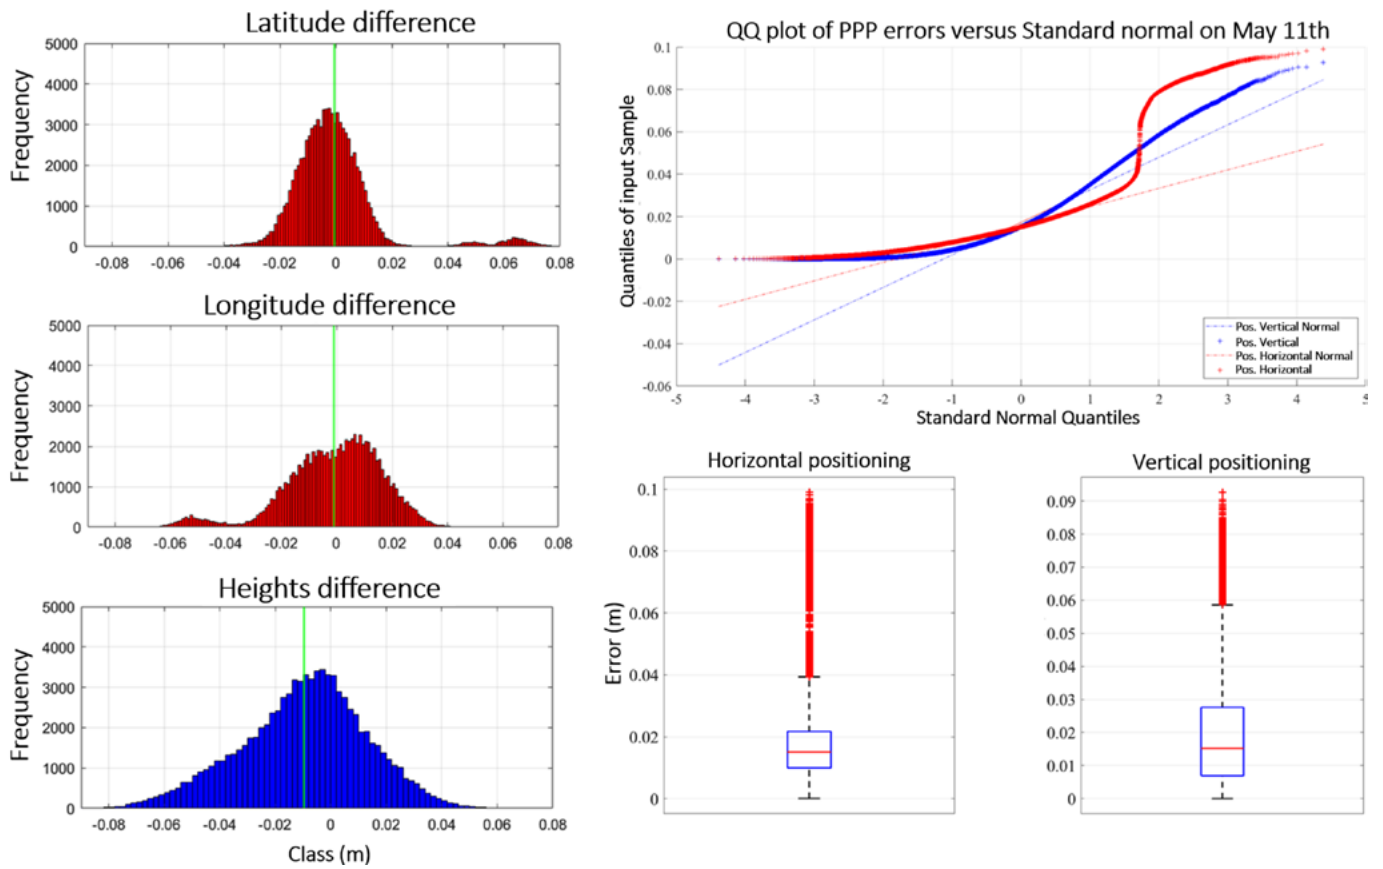 Latitude difference
Frequency
5000
4000
3000
2000
1000
0
-0.08 -0.06 -0.04 -0.02 0 0.02 0.04 0.06 0.08
Longitude difference
Frequency
5000
4000
3000
2000
1000
0
-0.08 -0.06 -0.04 -0.02 0 0.02 0.04 0.06 0.08
Heights difference
Frequency
5000
4000
3000
2000
1000
0
-0.08 -0.06 -0.04 -0.02 0 0.02 0.04 0.06 0.08
Class (m)
QQ plot of PPP errors versus Standard normal on May 11th
Quantiles of input Sample
0.1
0.08
0.06
0.04
0.02
0
-0.02
-0.04
-0.06
-5 -4 -3 -2 -1 0 1 2 3 4 5
Standard Normal Quantiles
Pos. Vertical Normal
Pos. Vertical
Pos. Horizontal Normal
Pos. Horizontal
Horizontal positioning
Error (m)
0.1
0.08
0.06
0.04
0.02
0
Vertical positioning
0.09
0.08
0.07
0.06
0.05
0.04
0.03
0.02
0.01
0